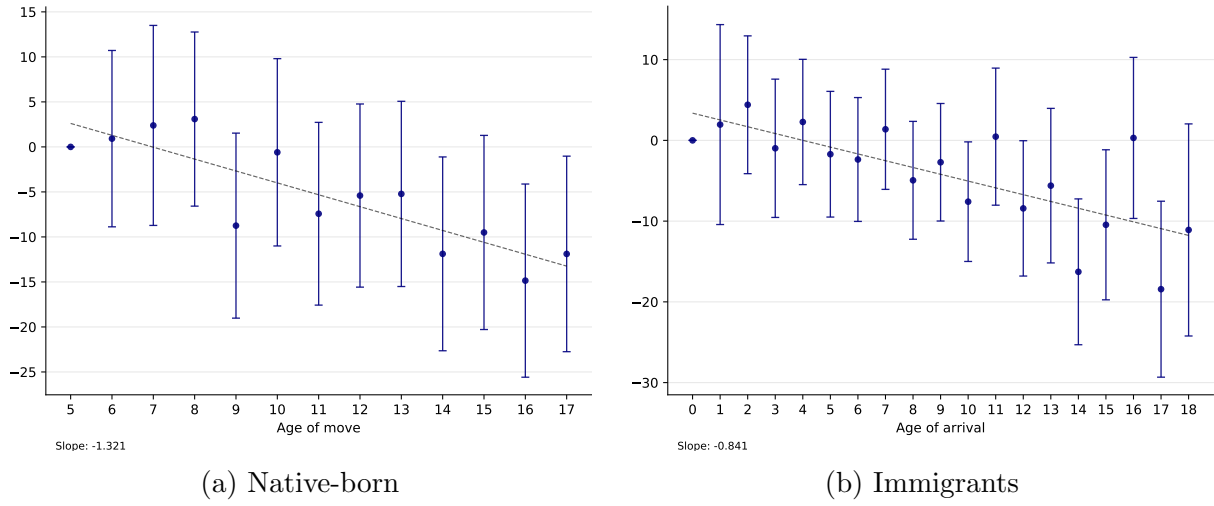 15
10
5
0
−5
−10
−15
−20
−25
5 6 7 8 9 10 11 12 13 14 15 16 17
Age of move
Slope: -1.321
(a) Native-born
10
0
−10
−20
−30
0 1 2 3 4 5 6 7 8 9 10 11 12 13 14 15 16 17 18
Age of arrival
Slope: -0.841
(b) Immigrants